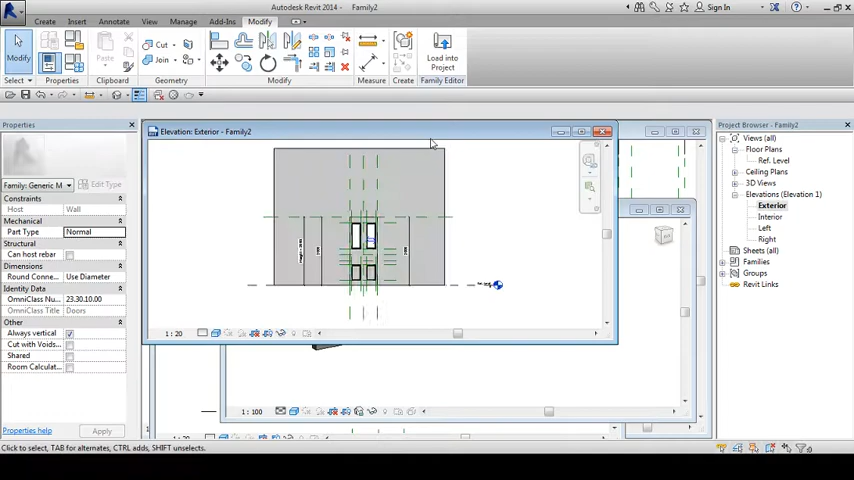 Autodesk Revit 2014 - Family2
Sign In
Create Insert Annotate View Manage Add-Ins Modify
Modify
Paste
Cut
Join
Load into
Project
Select Properties Clipboard Geometry Modify Measure Create Family Editor
Properties
Family: Generic M
Edit Type
Constraints
Host Wall
Mechanical
Part Type Normal
Structural
Can host rebar
Dimensions
Round Connec... Use Diameter
Identity Data
OmniClass Num... 23.30.10.00
OmniClass Title Doors
Other
Always vertical
Cut with Voids...
Shared
Room Calculat...
Properties help
Apply
Elevation: Exterior - Family2
1 : 20
1 : 100
Project Browser - Family2
Views (all)
Floor Plans
Ref. Level
Ceiling Plans
3D Views
Elevations (Elevation 1)
Exterior
Interior
Left
Right
Sheets (all)
Families
Groups
Revit Links
Click to select, TAB for alternates, CTRL adds, SHIFT unselects.
:0